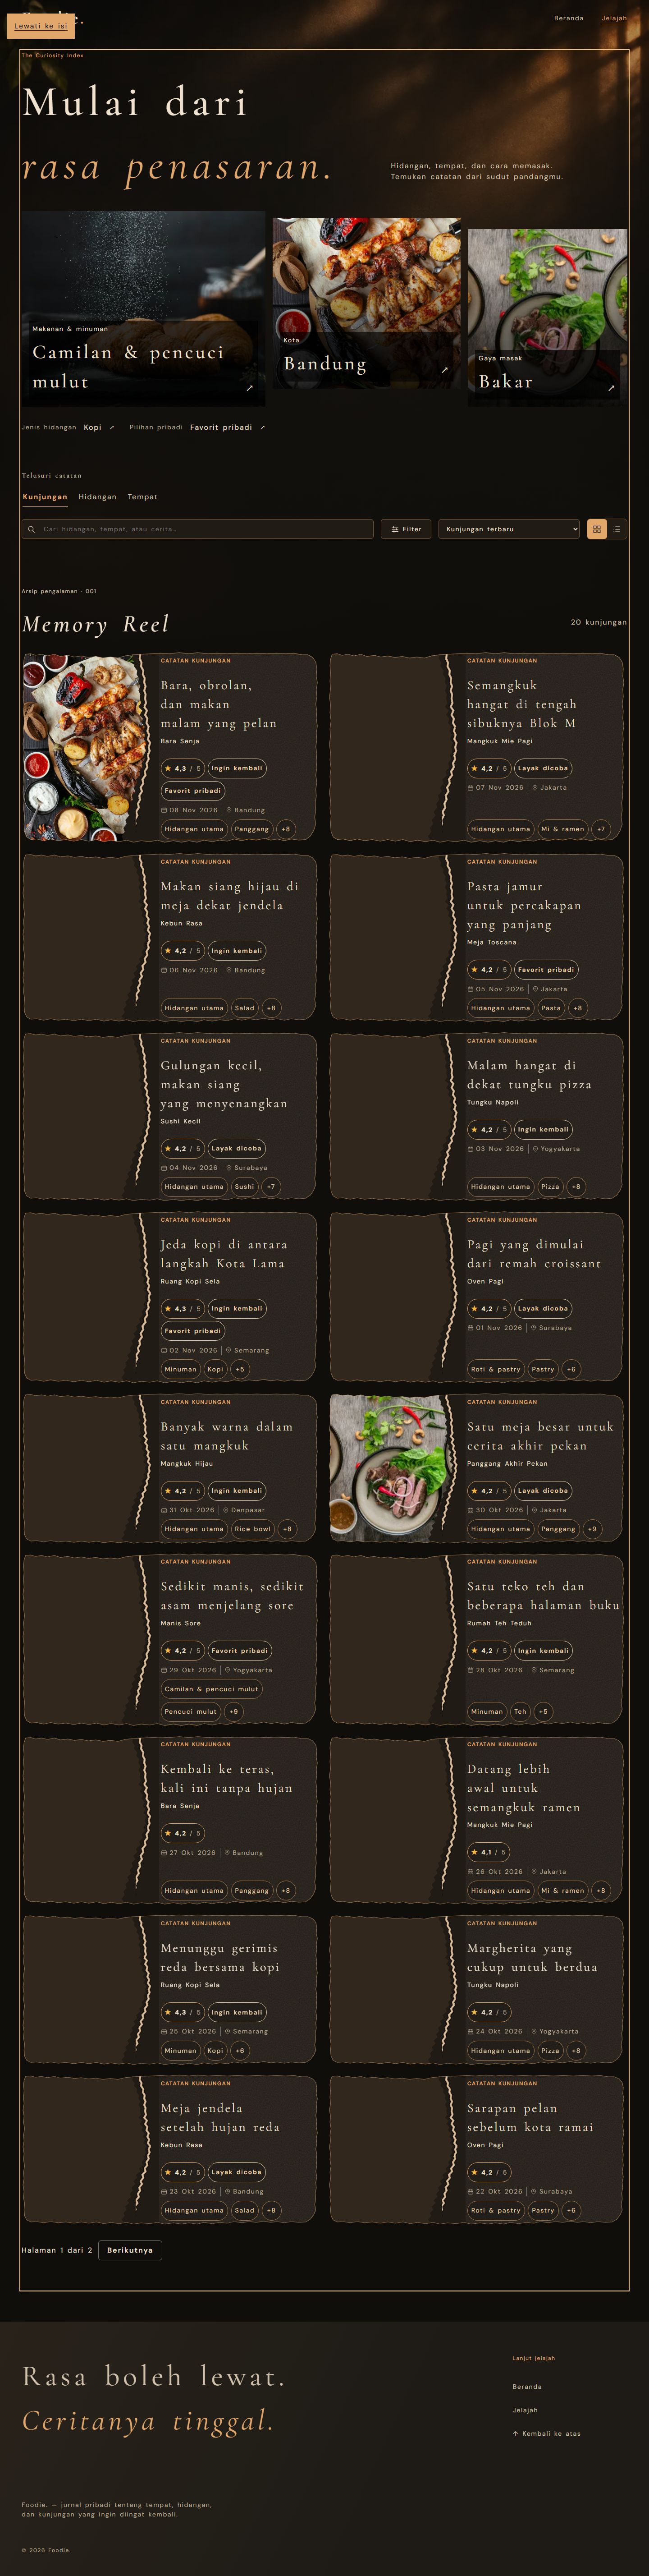 Lewati ke isi
Beranda
Jelajah
The Curiosity Index
Mulai dari
rasa penasaran.
Hidangan, tempat, dan cara memasak.
Temukan catatan dari sudut pandangmu.
Makanan & minuman
Camilan & pencuci
mulut
↗
Kota
Bandung
↗
Gaya masak
Bakar
↗
Jenis hidangan Kopi ↗ Pilihan pribadi Favorit pribadi ↗
Telusuri catatan
Kunjungan Hidangan Tempat
Cari hidangan, tempat, atau cerita…
Filter
Kunjungan terbaru
Arsip pengalaman · 001
Memory Reel
20 kunjungan
CATATAN KUNJUNGAN
Bara, obrolan,
dan makan
malam yang pelan
Bara Senja
★ 4,3 / 5 Ingin kembali
Favorit pribadi
08 Nov 2026 Bandung
Hidangan utama Panggang +8
CATATAN KUNJUNGAN
Semangkuk
hangat di tengah
sibuknya Blok M
Mangkuk Mie Pagi
★ 4,2 / 5 Layak dicoba
07 Nov 2026 Jakarta
Hidangan utama Mi & ramen +7
CATATAN KUNJUNGAN
Makan siang hijau di
meja dekat jendela
Kebun Rasa
★ 4,2 / 5 Ingin kembali
06 Nov 2026 Bandung
Hidangan utama Salad +8
CATATAN KUNJUNGAN
Pasta jamur
untuk percakapan
yang panjang
Meja Toscana
★ 4,2 / 5 Favorit pribadi
05 Nov 2026 Jakarta
Hidangan utama Pasta +8
CATATAN KUNJUNGAN
Gulungan kecil,
makan siang
yang menyenangkan
Sushi Kecil
★ 4,2 / 5 Layak dicoba
04 Nov 2026 Surabaya
Hidangan utama Sushi +7
CATATAN KUNJUNGAN
Malam hangat di
dekat tungku pizza
Tungku Napoli
★ 4,2 / 5 Ingin kembali
03 Nov 2026 Yogyakarta
Hidangan utama Pizza +8
CATATAN KUNJUNGAN
Jeda kopi di antara
langkah Kota Lama
Ruang Kopi Sela
★ 4,3 / 5 Ingin kembali
Favorit pribadi
02 Nov 2026 Semarang
Minuman Kopi +5
CATATAN KUNJUNGAN
Pagi yang dimulai
dari remah croissant
Oven Pagi
★ 4,2 / 5 Layak dicoba
01 Nov 2026 Surabaya
Roti & pastry Pastry +6
CATATAN KUNJUNGAN
Banyak warna dalam
satu mangkuk
Mangkuk Hijau
★ 4,2 / 5 Ingin kembali
31 Okt 2026 Denpasar
Hidangan utama Rice bowl +8
CATATAN KUNJUNGAN
Satu meja besar untuk
cerita akhir pekan
Panggang Akhir Pekan
★ 4,2 / 5 Layak dicoba
30 Okt 2026 Jakarta
Hidangan utama Panggang +9
CATATAN KUNJUNGAN
Sedikit manis, sedikit
asam menjelang sore
Manis Sore
★ 4,2 / 5 Favorit pribadi
29 Okt 2026 Yogyakarta
Camilan & pencuci mulut
Pencuci mulut +9
CATATAN KUNJUNGAN
Satu teko teh dan
beberapa halaman buku
Rumah Teh Teduh
★ 4,2 / 5 Ingin kembali
28 Okt 2026 Semarang
Minuman Teh +5
CATATAN KUNJUNGAN
Kembali ke teras,
kali ini tanpa hujan
Bara Senja
★ 4,2 / 5
27 Okt 2026 Bandung
Hidangan utama Panggang +8
CATATAN KUNJUNGAN
Datang lebih
awal untuk
semangkuk ramen
Mangkuk Mie Pagi
★ 4,1 / 5
26 Okt 2026 Jakarta
Hidangan utama Mi & ramen +8
CATATAN KUNJUNGAN
Menunggu gerimis
reda bersama kopi
Ruang Kopi Sela
★ 4,3 / 5 Ingin kembali
25 Okt 2026 Semarang
Minuman Kopi +6
CATATAN KUNJUNGAN
Margherita yang
cukup untuk berdua
Tungku Napoli
★ 4,2 / 5
24 Okt 2026 Yogyakarta
Hidangan utama Pizza +8
CATATAN KUNJUNGAN
Meja jendela
setelah hujan reda
Kebun Rasa
★ 4,2 / 5 Layak dicoba
23 Okt 2026 Bandung
Hidangan utama Salad +8
CATATAN KUNJUNGAN
Sarapan pelan
sebelum kota ramai
Oven Pagi
★ 4,2 / 5
22 Okt 2026 Surabaya
Roti & pastry Pastry +6
Halaman 1 dari 2 Berikutnya
Rasa boleh lewat.
Ceritanya tinggal.
Lanjut jelajah
Beranda
Jelajah
↑ Kembali ke atas
Foodie. — jurnal pribadi tentang tempat, hidangan,
dan kunjungan yang ingin diingat kembali.
© 2026 Foodie.